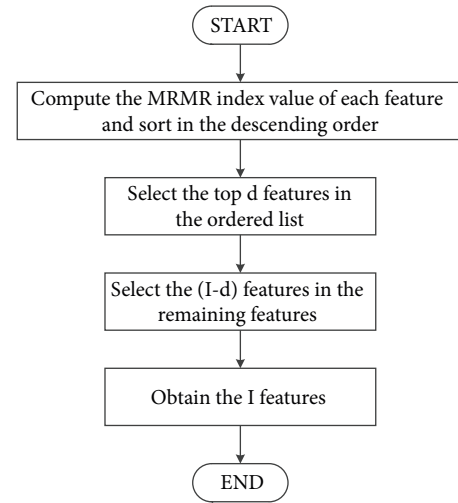 START
Compute the MRMR index value of each feature
and sort in the descending order
Select the top d features in
the ordered list
Select the (I-d) features in the
remaining features
Obtain the I features
END